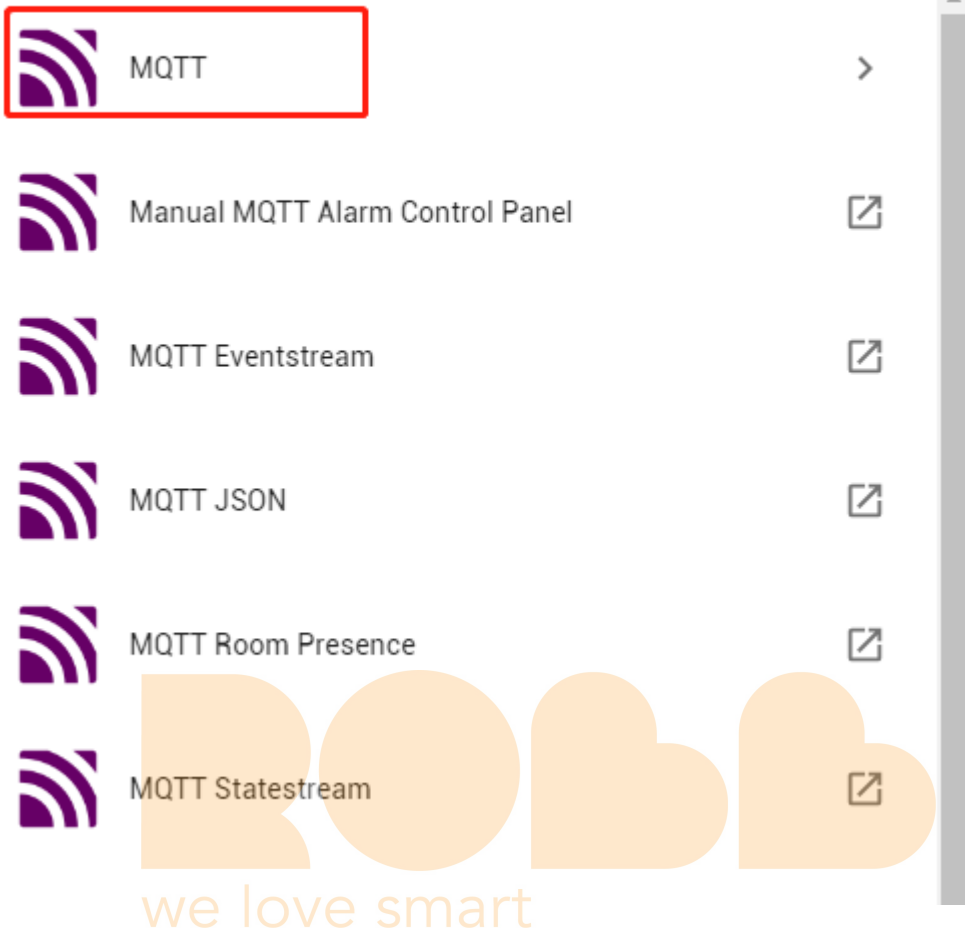 MQTT
Manual MQTT Alarm Control Panel
MQTT Eventstream
MQTT JSON
MQTT Room Presence
MQTT Statestream
ROBB
we love smart